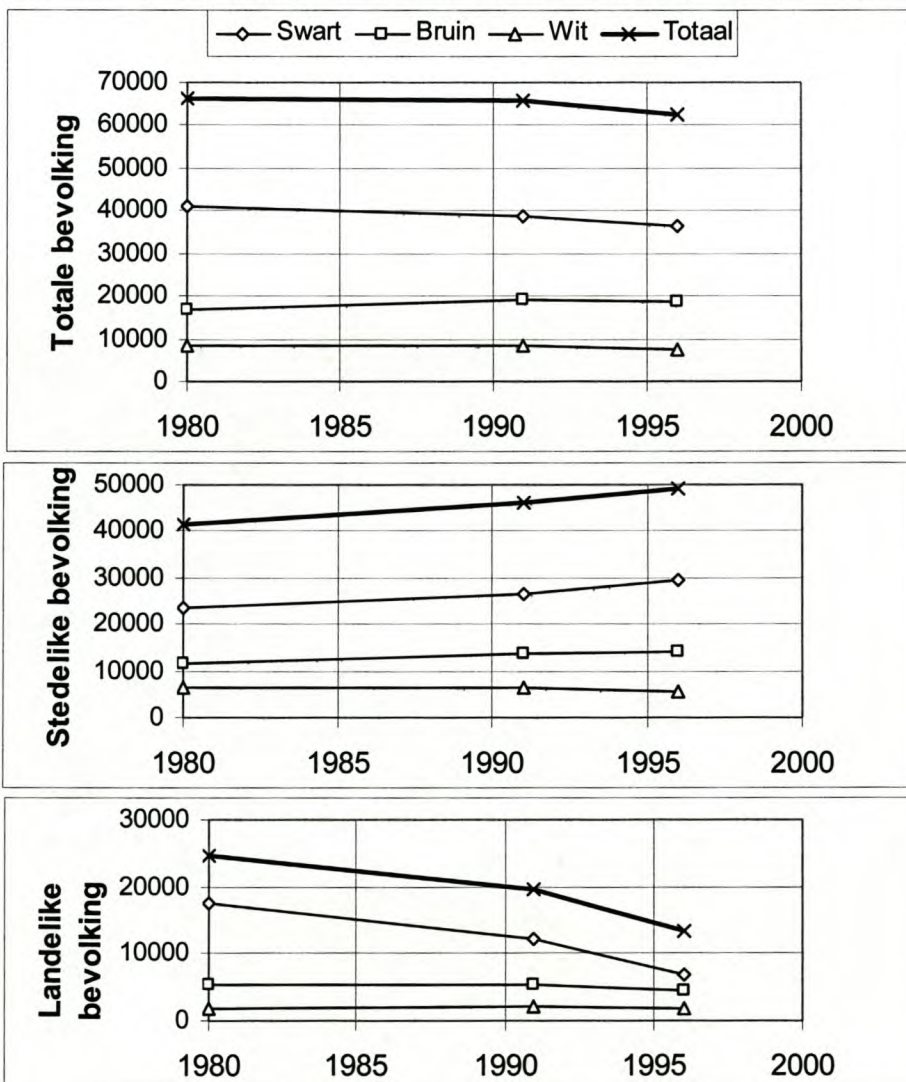 Swart Bruin Wit Totaal
Totale bevolking
70000
60000
50000
40000
30000
20000
10000
0
1980 1985 1990 1995 2000
Stedelike bevolking
50000
40000
30000
20000
10000
0
1980 1985 1990 1995 2000
Landelike
bevolking
30000
20000
10000
0
1980 1985 1990 1995 2000